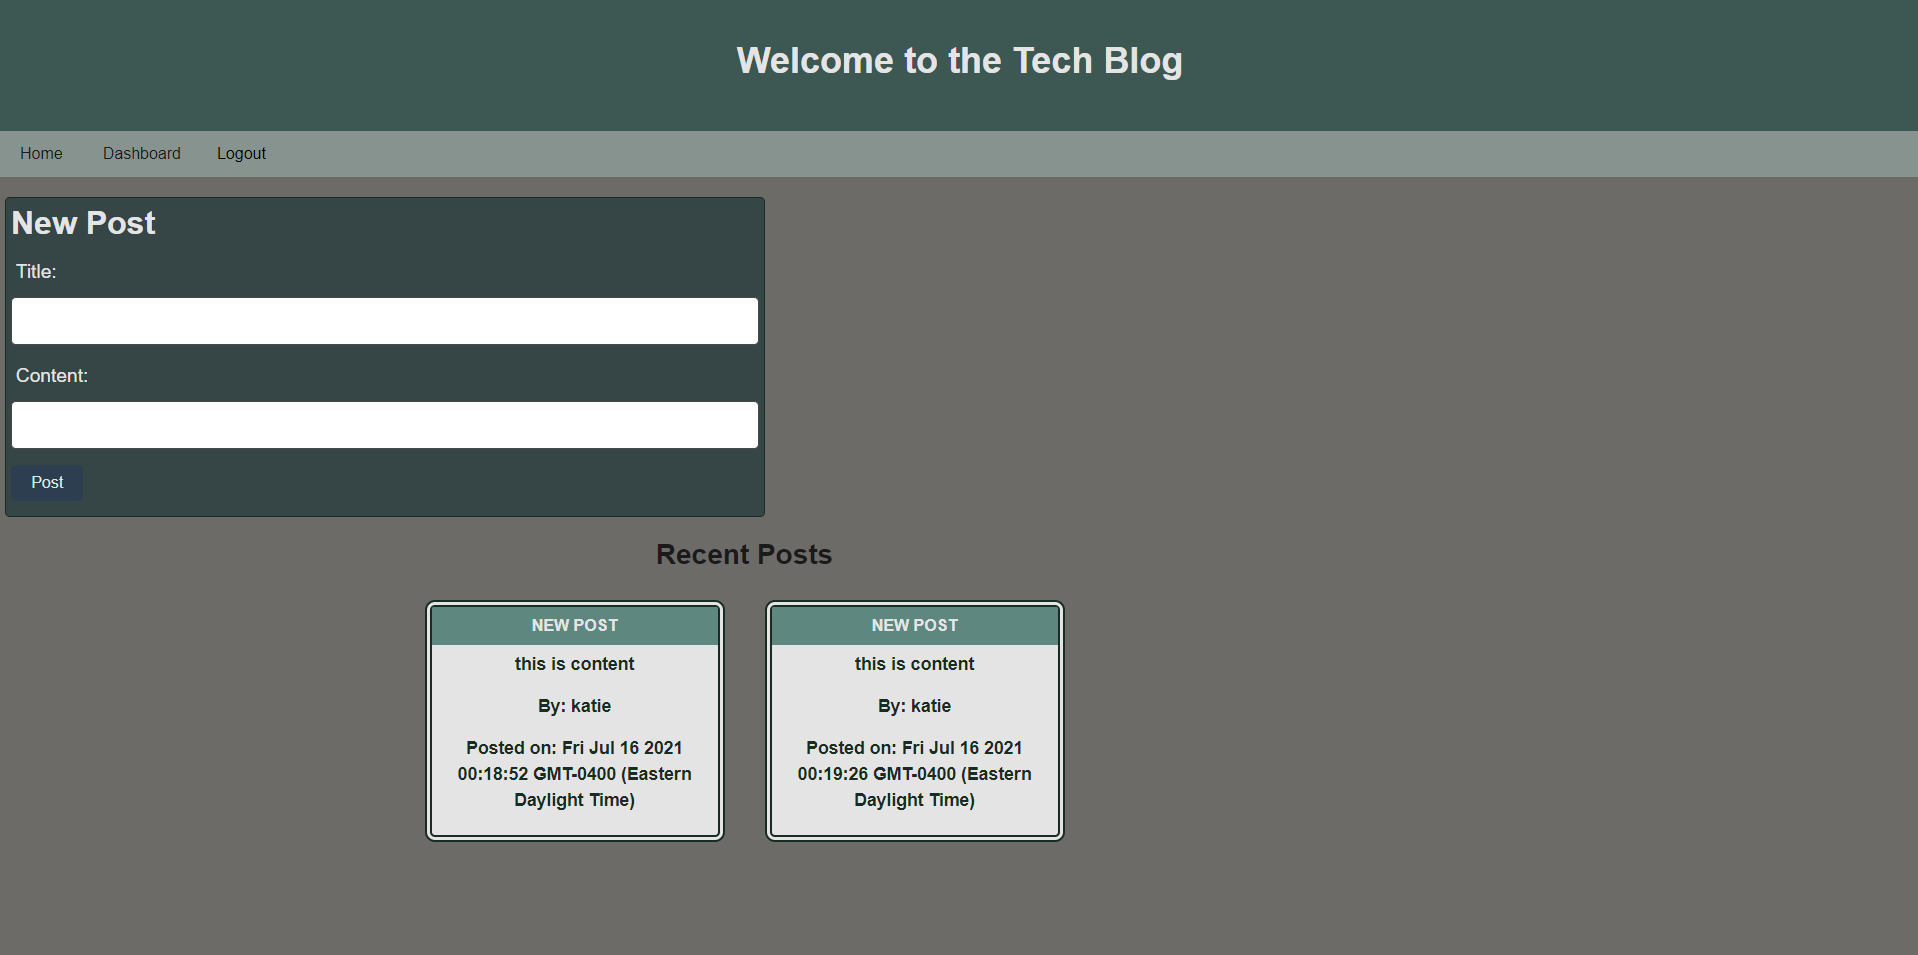 Welcome to the Tech Blog
Home Dashboard Logout
New Post
Title:
Content:
Post
Recent Posts
NEW POST
this is content
By: katie
Posted on: Fri Jul 16 2021
00:18:52 GMT-0400 (Eastern
Daylight Time)
NEW POST
this is content
By: katie
Posted on: Fri Jul 16 2021
00:19:26 GMT-0400 (Eastern
Daylight Time)